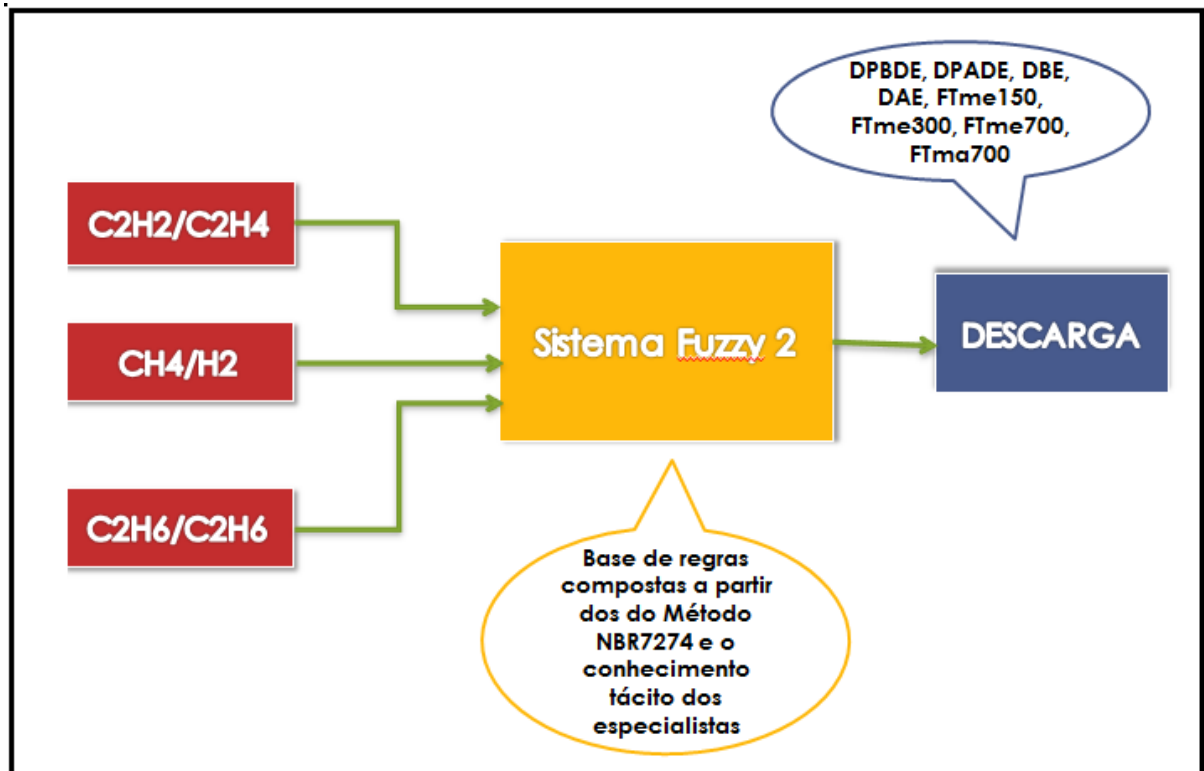 DPBDE, DPADE, DBE,
DAE, FTme150,
FTme300, FTme700,
FTma700
C2H2/C2H4
CH4/H2
C2H6/C2H6
Sistema Fuzzy 2
DESCARGA
Base de regras
compostas a partir
dos do Método
NBR7274 e o
conhecimento
tácito dos
especialistas